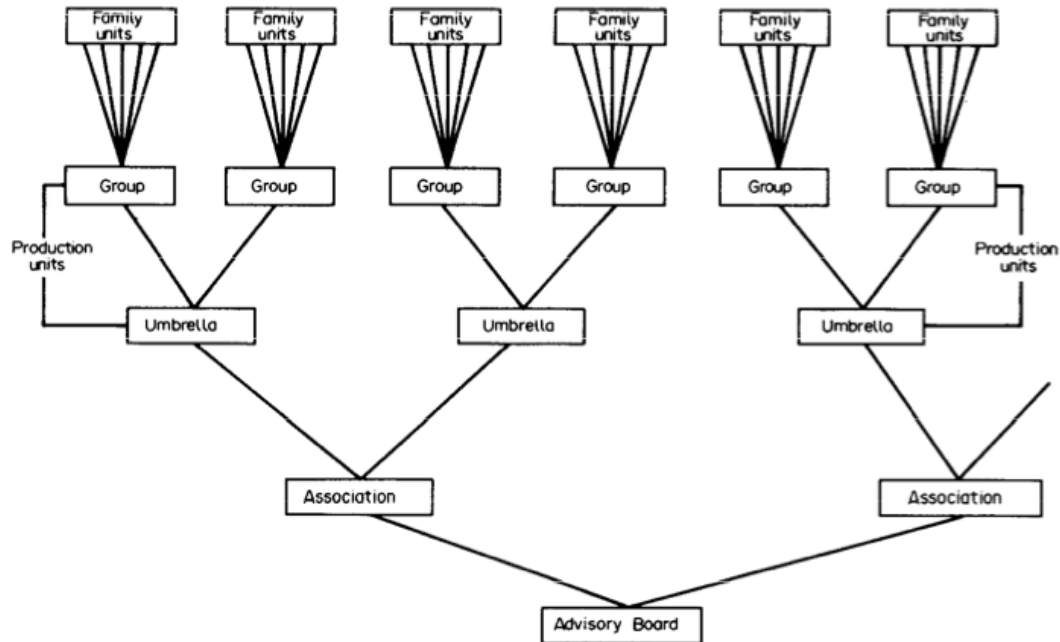 Family
units
Family
units
Family
units
Family
units
Family
units
Family
units
Group
Group
Group
Group
Group
Group
Production
units
Production
units
Umbrella
Umbrella
Umbrella
Association
Association
Advisory Board